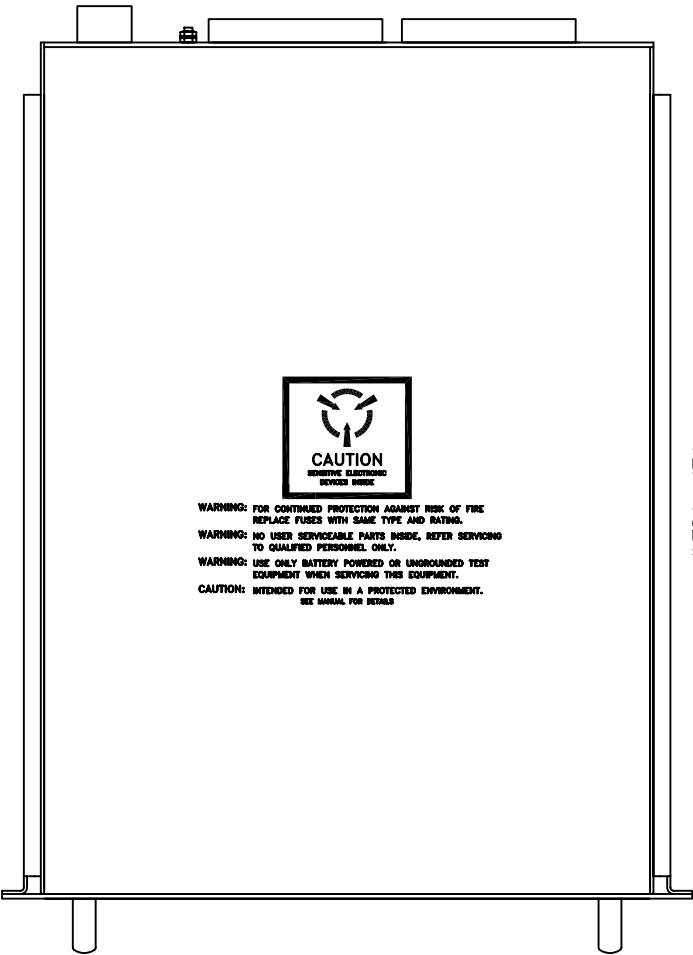 CAUTION
SENSITIVE ELECTRONIC
DEVICES INSIDE
WARNING: FOR CONTINUED PROTECTION AGAINST RISK OF FIRE
REPLACE FUSES WITH SAME TYPE AND RATING.
WARNING: NO USER SERVICEABLE PARTS INSIDE, REFER SERVICING
TO QUALIFIED PERSONNEL ONLY.
WARNING: USE ONLY BATTERY POWERED OR UNGROUNDED TEST
EQUIPMENT WHEN SERVICING THIS EQUIPMENT.
CAUTION: INTENDED FOR USE IN A PROTECTED ENVIRONMENT.
SEE MANUAL FOR DETAILS